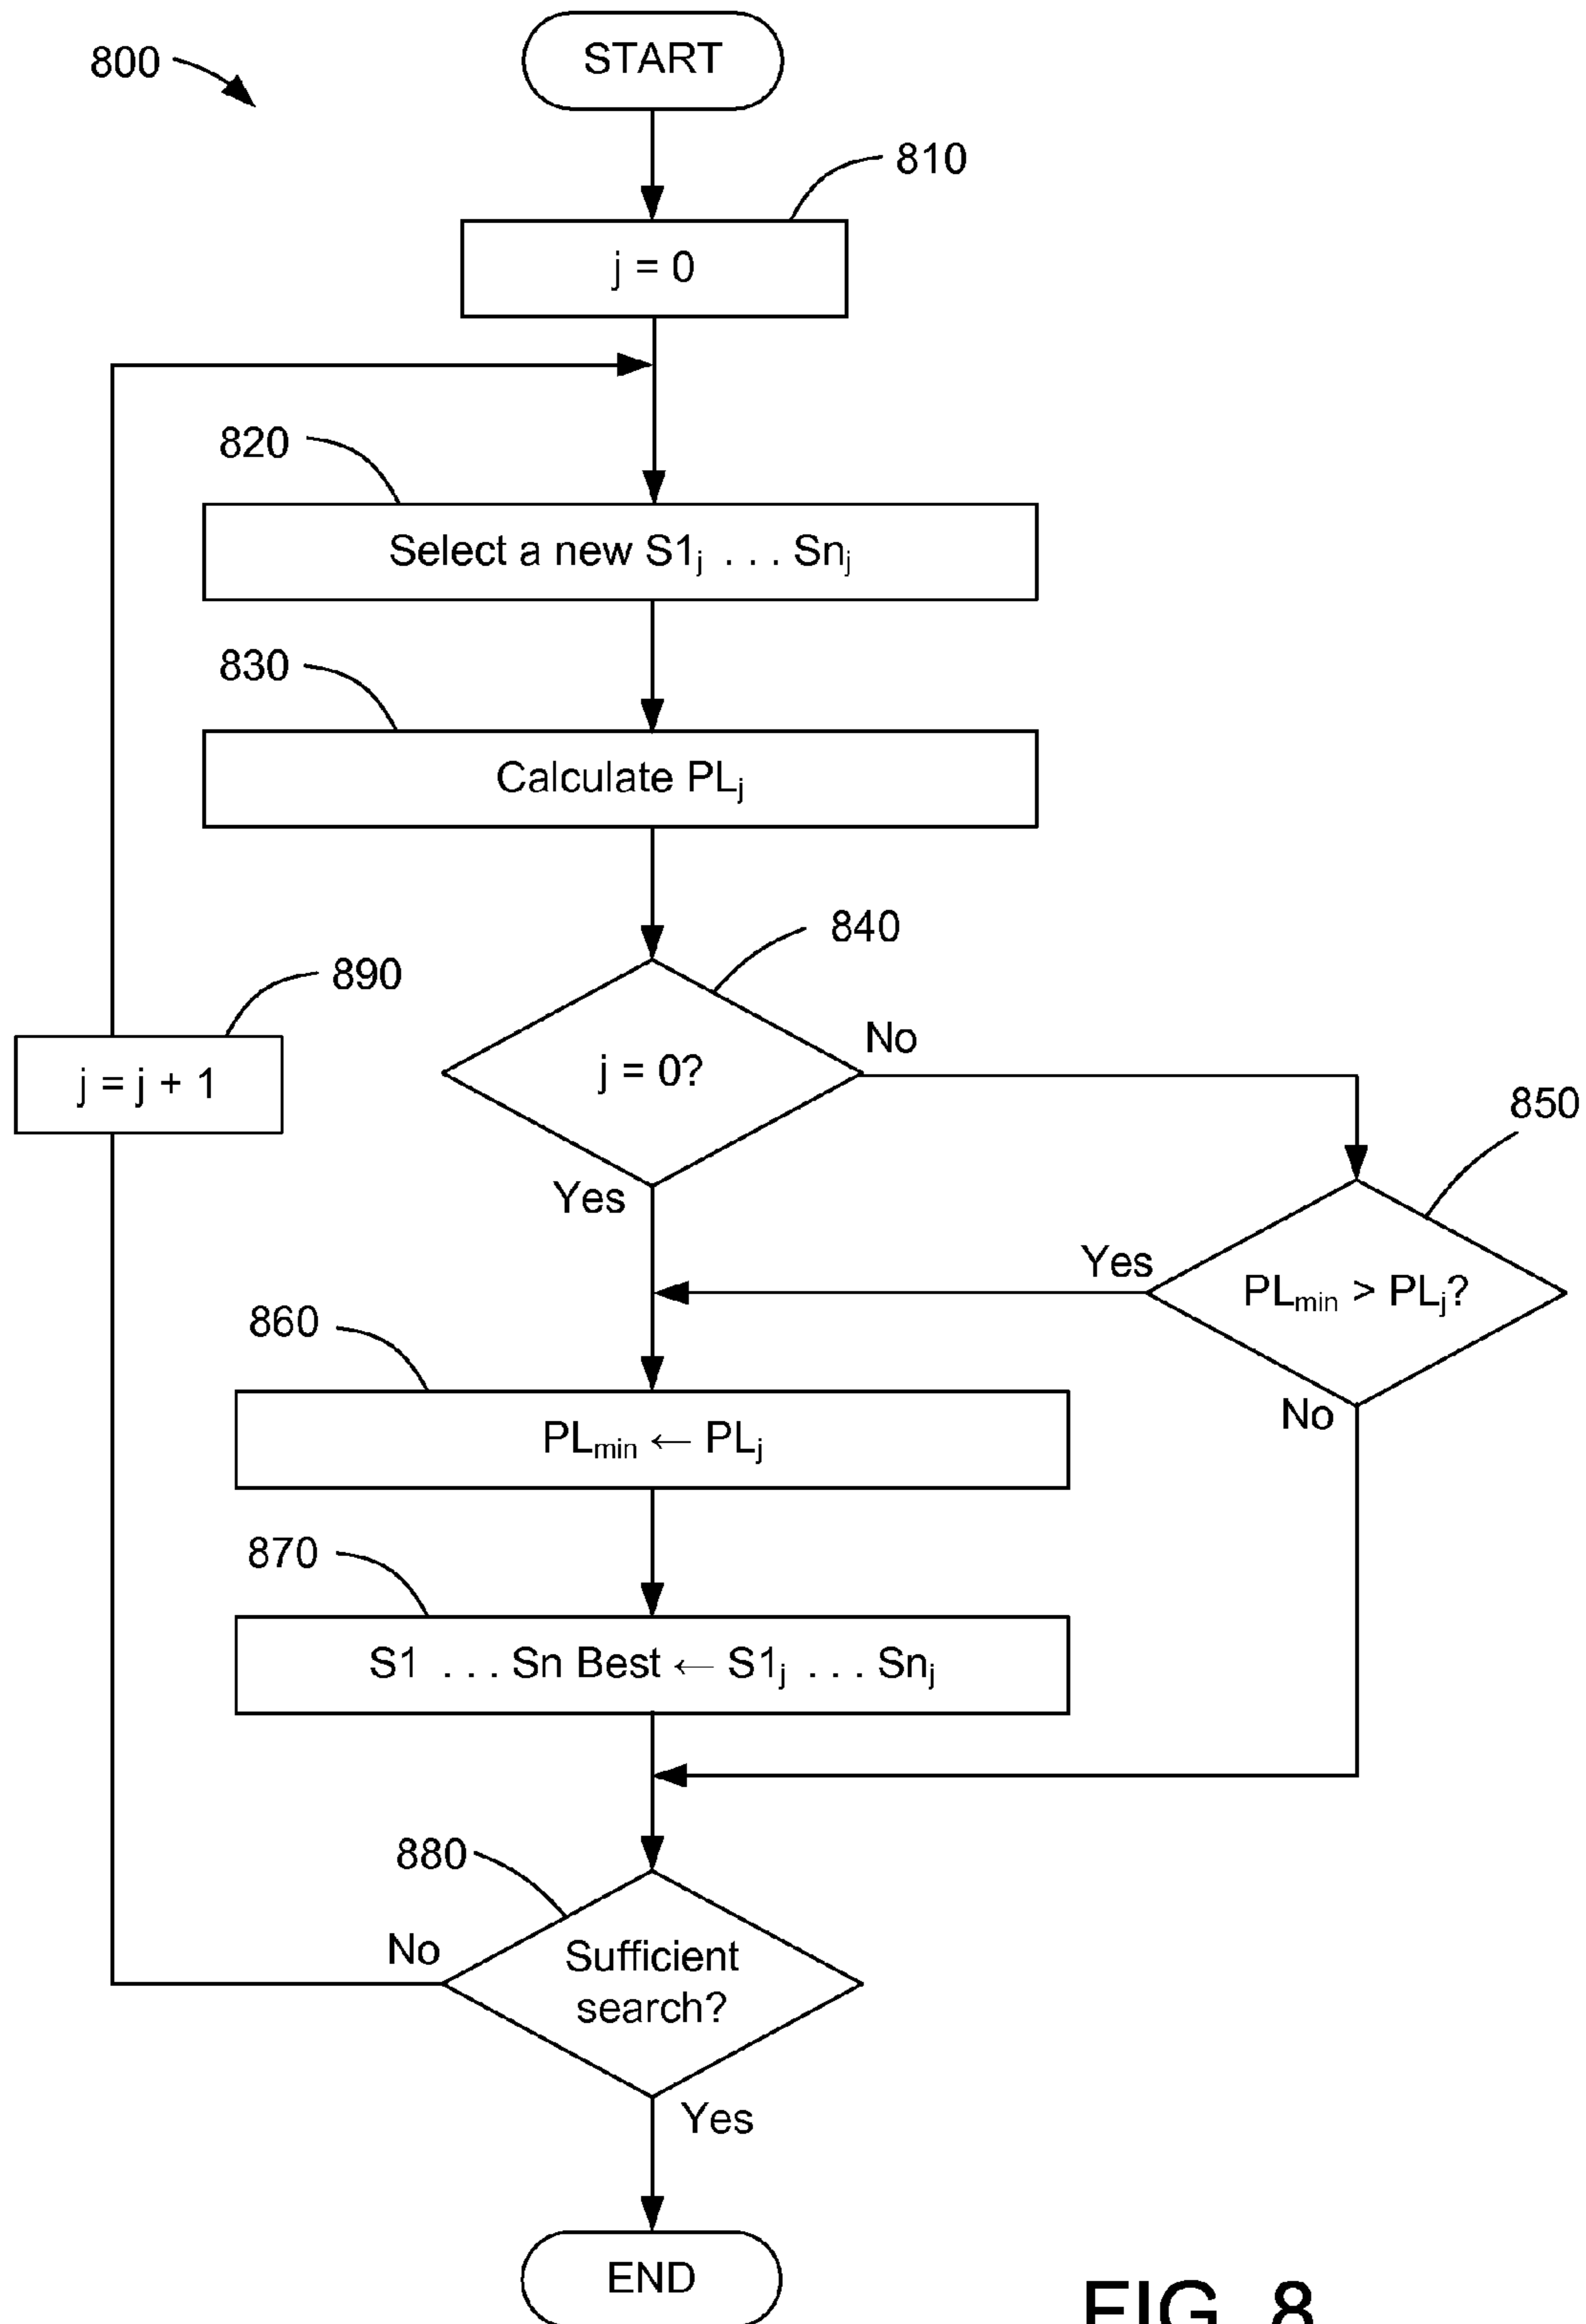 800
START
810
j = 0
820
Select a new S1j . . . Snj
830
Calculate PLj
840
890
j = 0?
No
j = j + 1
850
Yes
Yes
PLmin > PLj?
860
No
PLmin ← PLj
870
S1 . . . Sn Best ← S1j . . . Snj
880
No
Sufficient
search?
Yes
END
FIG. 8